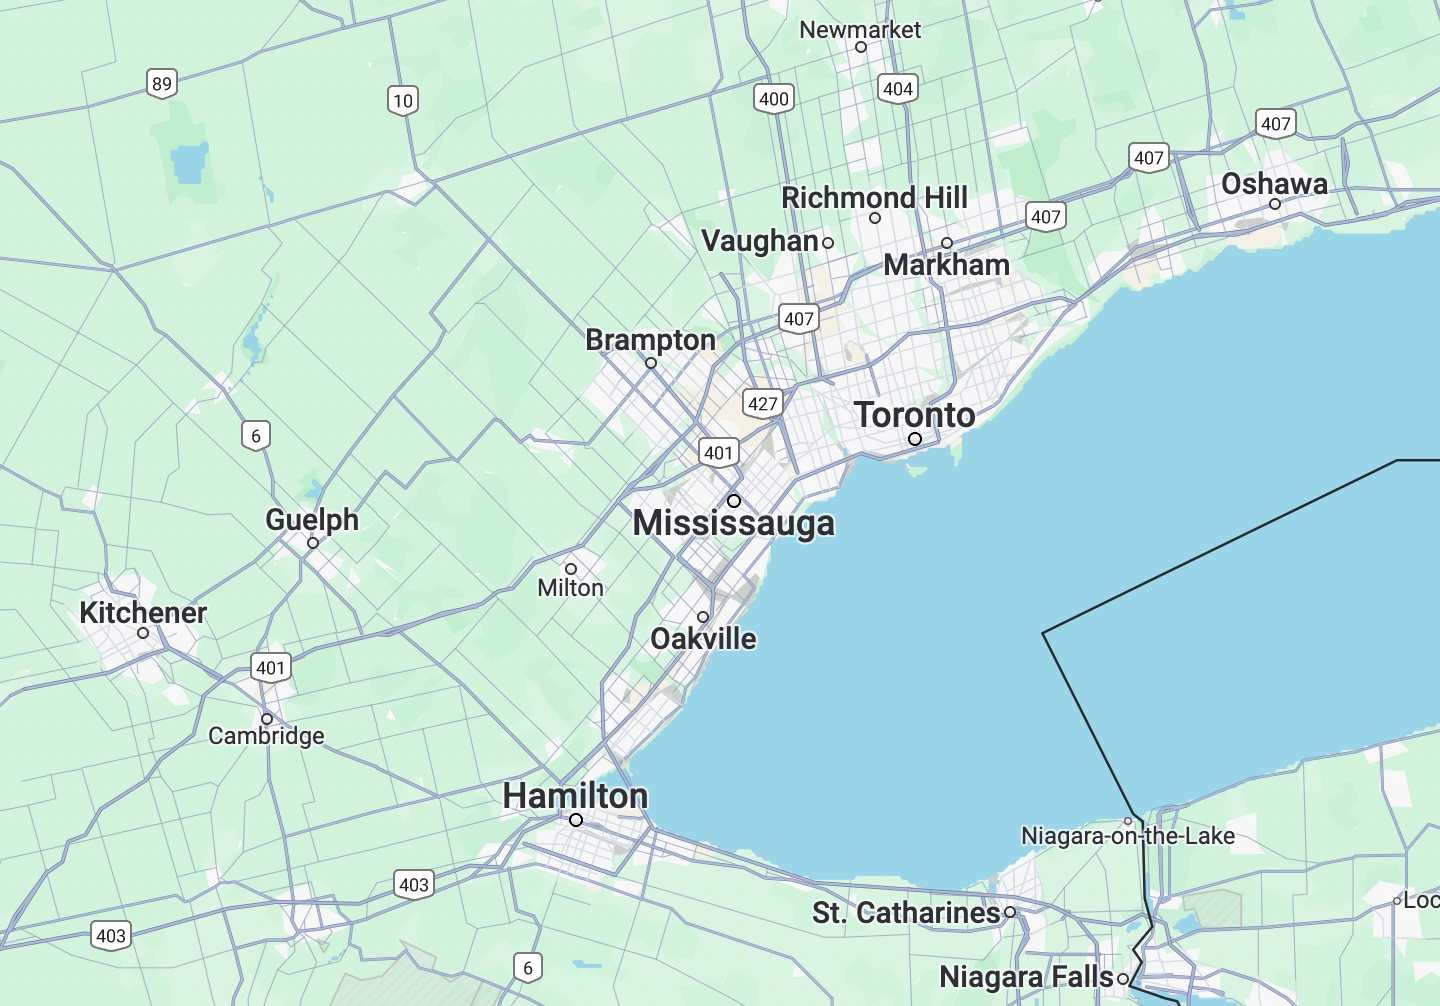 Newmarket
89
10
400
404
407
407
Richmond Hill
Oshawa
407
Vaughan
Markham
407
Brampton
427
Toronto
6
401
Mississauga
Guelph
Milton
Kitchener
Oakville
401
Cambridge
Hamilton
Niagara-on-the-Lake
403
Loc
St. Catharines
403
6
Niagara Falls